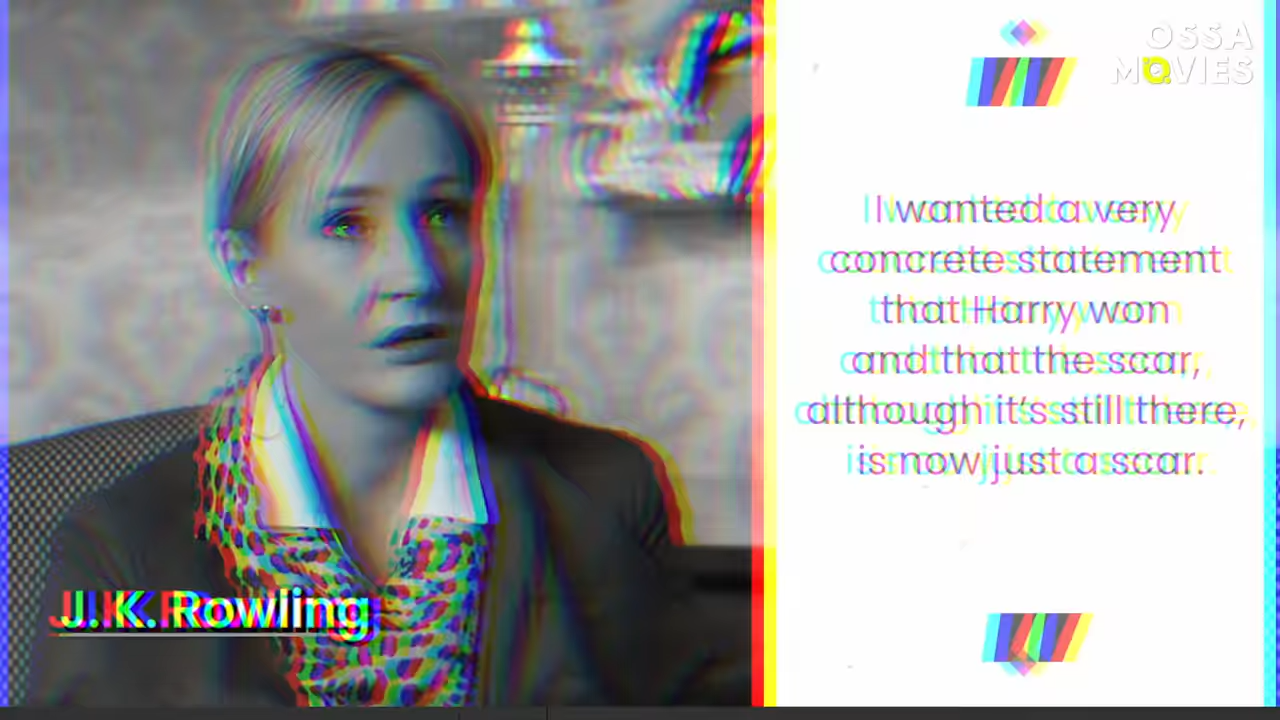 OSSA
MOVIES
I wanted a very
concrete statement
that Harry won
and that the scar,
although it's still there,
is now just a scar.
J.K. Rowling